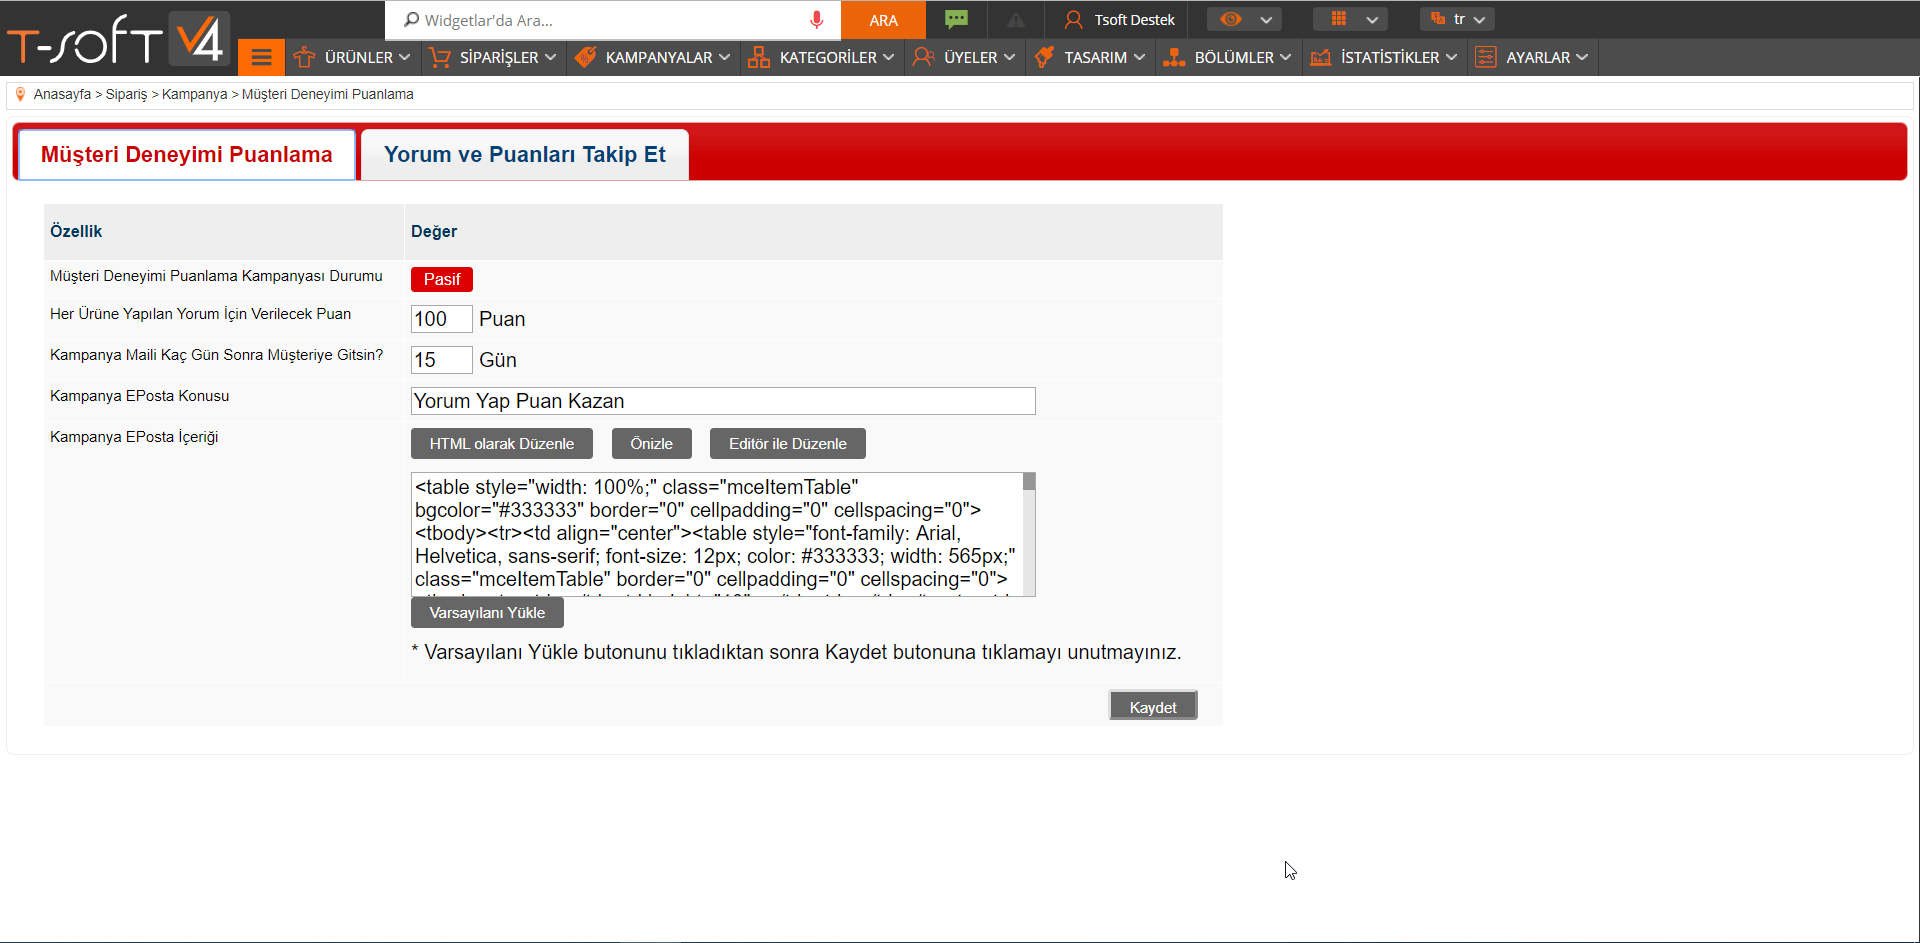 T-SOFT V4
Widgetlar'da Ara...
ARA
Tsoft Destek
tr
ÜRÜNLER
SİPARİŞLER
KAMPANYALAR
KATEGORİLER
ÜYELER
TASARIM
BÖLÜMLER
İSTATİSTİKLER
AYARLAR
Anasayfa > Sipariş > Kampanya > Müşteri Deneyimi Puanlama
Müşteri Deneyimi Puanlama
Yorum ve Puanları Takip Et
Özellik
Değer
Müşteri Deneyimi Puanlama Kampanyası Durumu
Pasif
Her Ürüne Yapılan Yorum İçin Verilecek Puan
100 Puan
Kampanya Maili Kaç Gün Sonra Müşteriye Gitsin?
15 Gün
Kampanya EPosta Konusu
Yorum Yap Puan Kazan
Kampanya EPosta İçeriği
HTML olarak Düzenle
Önizle
Editör ile Düzenle
<table style="width: 100%;" class="mceItemTable"
bgcolor="#333333" border="0" cellpadding="0" cellspacing="0">
<tbody><tr><td align="center"><table style="font-family: Arial,
Helvetica, sans-serif; font-size: 12px; color: #333333; width: 565px;"
class="mceItemTable" border="0" cellpadding="0" cellspacing="0">
Varsayılanı Yükle
* Varsayılanı Yükle butonunu tıkladıktan sonra Kaydet butonuna tıklamayı unutmayınız.
Kaydet